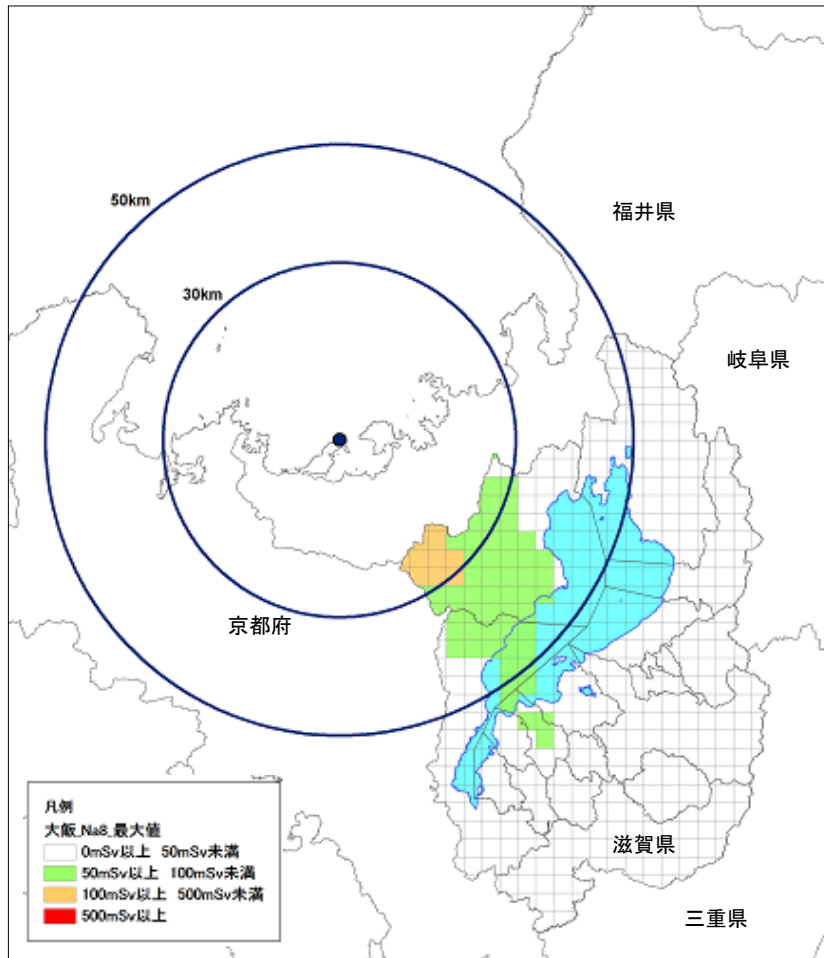 50km
福井県
30km
岐阜県
京都府
凡例
大飯_Na8_最大値
0mSv以上 50mSv未満
50mSv以上 100mSv未満
100mSv以上 500mSv未満
500mSv以上
滋賀県
三重県